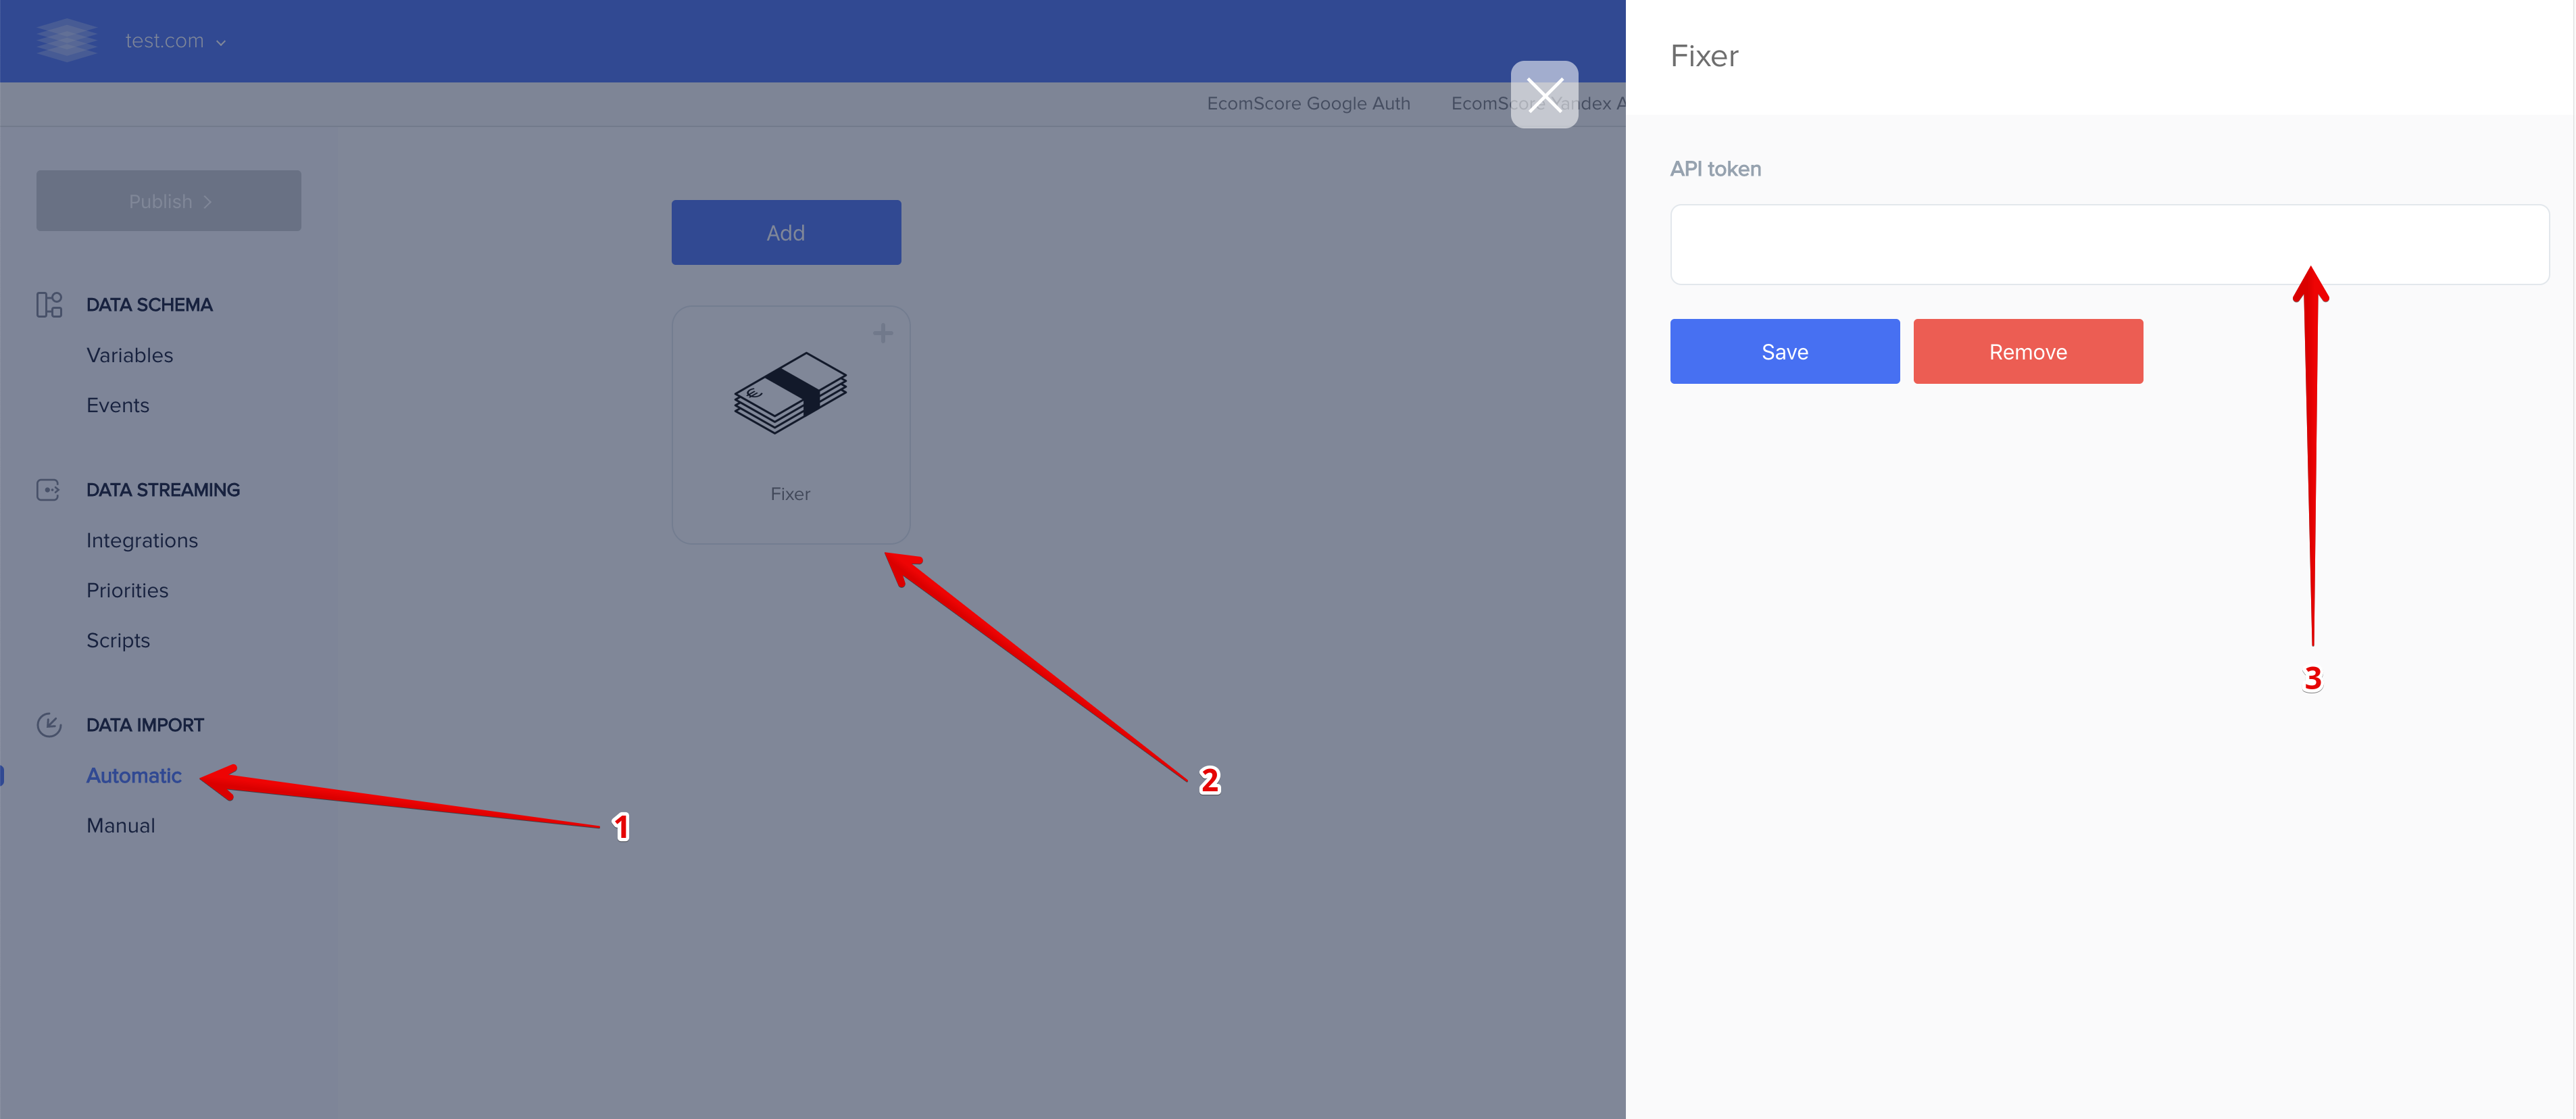 test.com
EcomScore Google Auth
EcomScore Yandex A
Publish
DATA SCHEMA
Variables
Events
DATA STREAMING
Integrations
Priorities
Scripts
DATA IMPORT
Automatic
Manual
Add
Fixer
1
2
Fixer
API token
Save
Remove
3